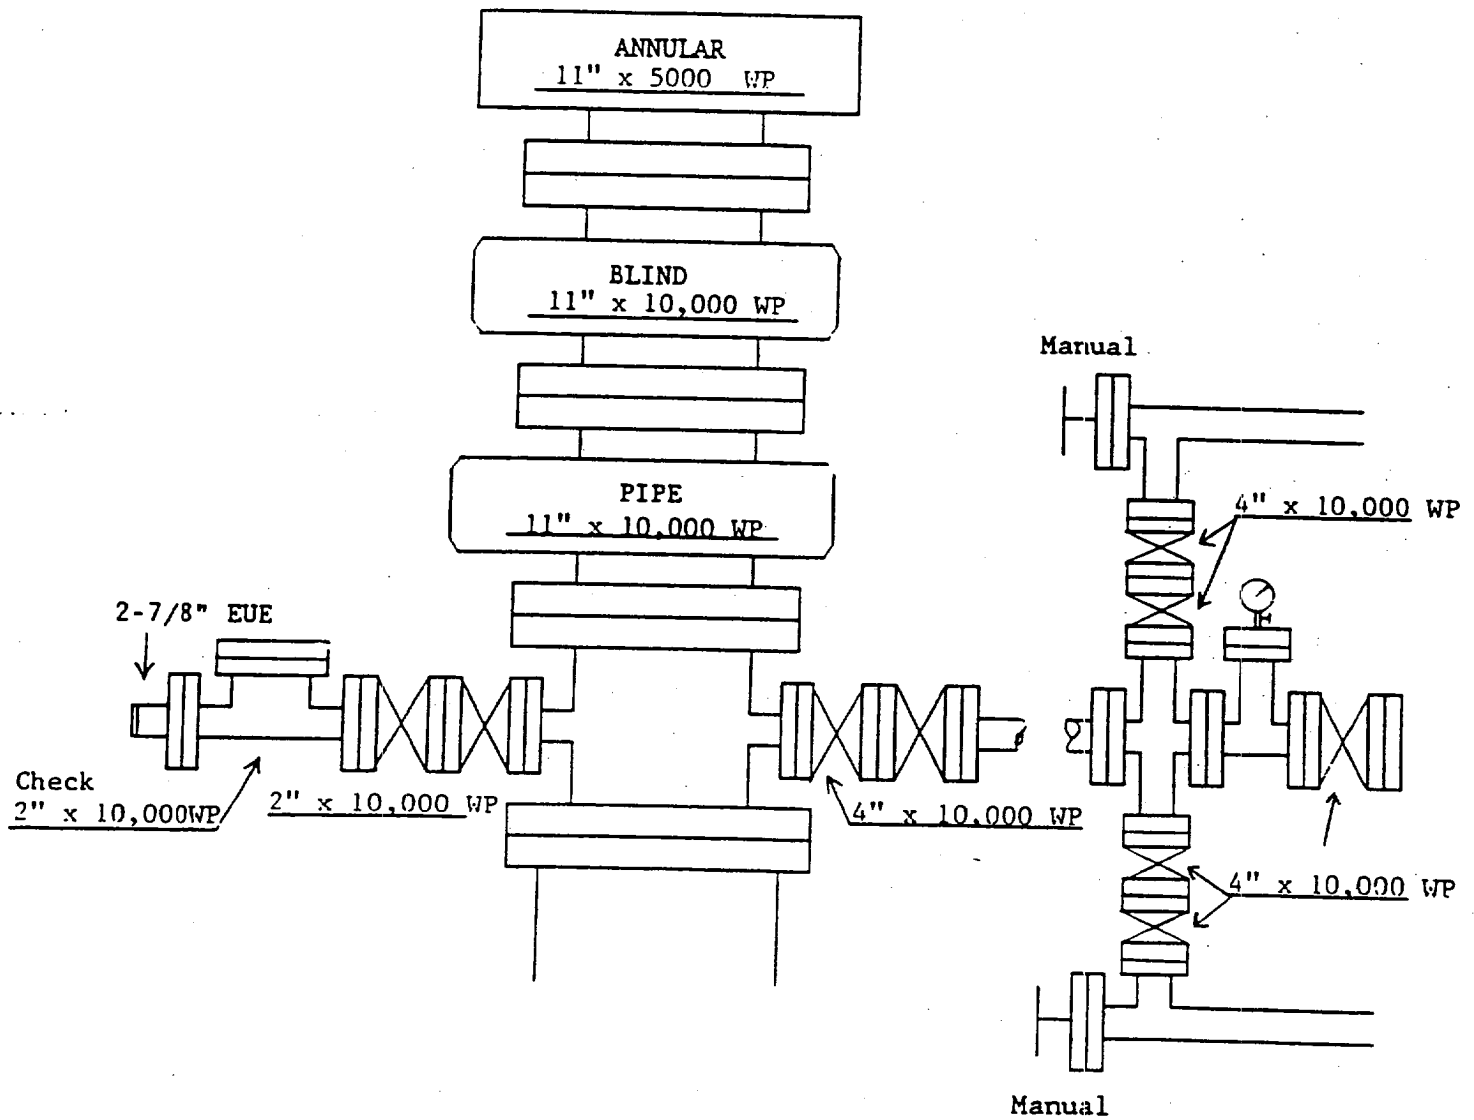 ANNULAR
11" x 5000 WP
BLIND
11" x 10,000 WP
Manual
PIPE
11" x 10,000 WP
4" x 10,000 WP
2-7/8" EUE
Check
2" x 10,000WP
2" x 10,000 WP
4" x 10,000 WP
4" x 10,000 WP
Manual